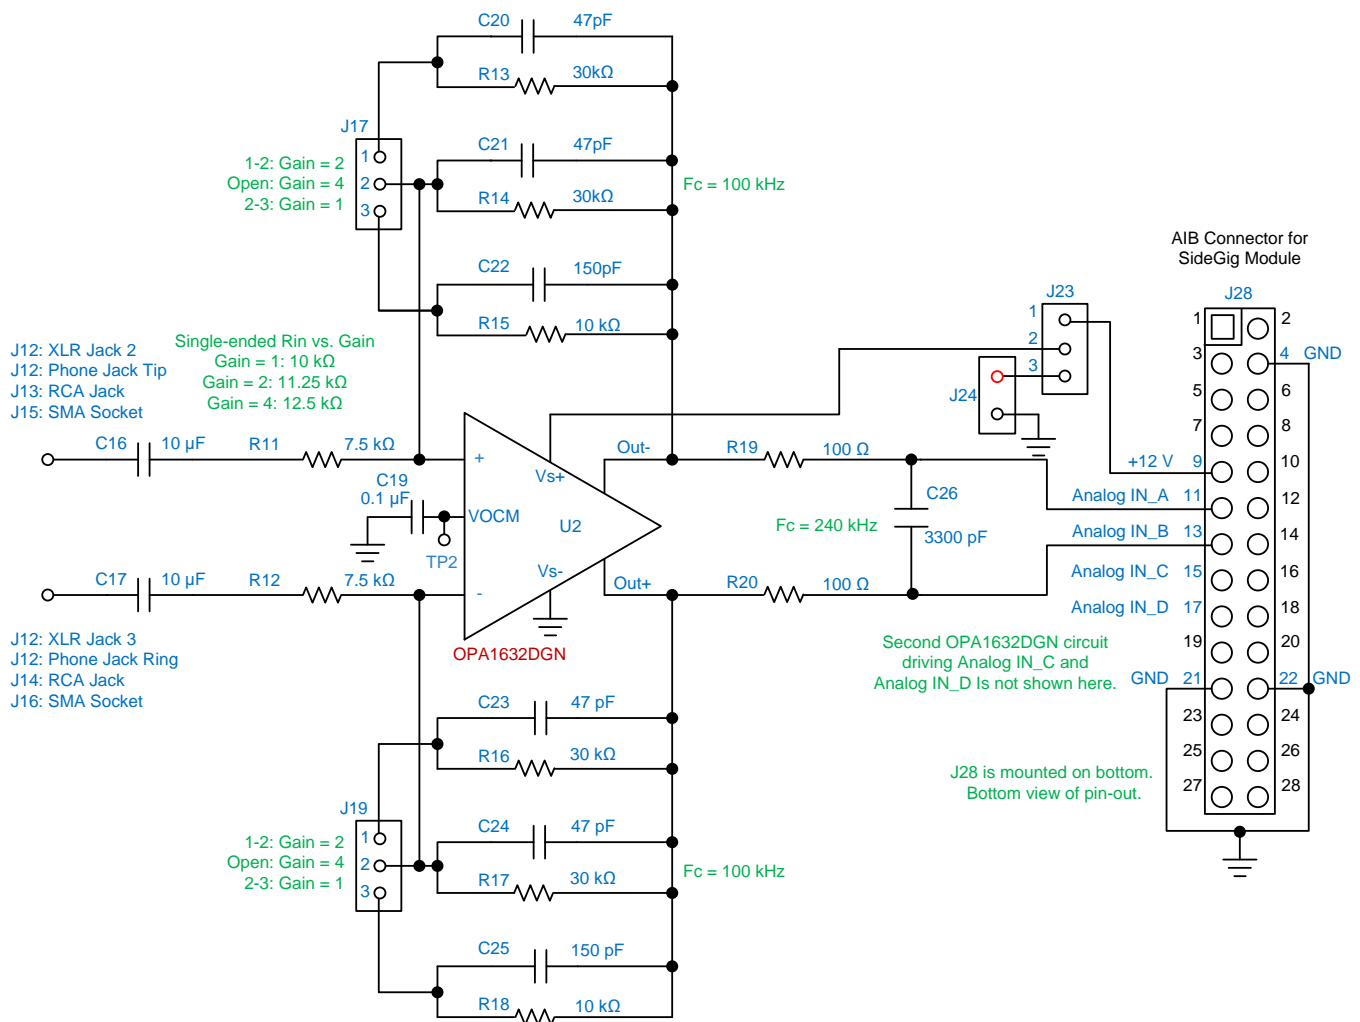 C20 47pF
R13 30kΩ
J17
1
2
3
1-2: Gain = 2
Open: Gain = 4
2-3: Gain = 1
C21 47pF
R14 30kΩ
Fc = 100 kHz
C22 150pF
R15 10 kΩ
J12: XLR Jack 2
J12: Phone Jack Tip
J13: RCA Jack
J15: SMA Socket
Single-ended Rin vs. Gain
Gain = 1: 10 kΩ
Gain = 2: 11.25 kΩ
Gain = 4: 12.5 kΩ
C16 10 µF R11 7.5 kΩ
C19
0.1 µF
+
Vs+
VOCM
U2
TP2
Vs-
-
Out-
Out+
OPA1632DGN
C17 10 µF R12 7.5 kΩ
J12: XLR Jack 3
J12: Phone Jack Ring
J14: RCA Jack
J16: SMA Socket
R19 100 Ω
C26
3300 pF
Fc = 240 kHz
R20 100 Ω
J23
1
2
3
J24
AIB Connector for
SideGig Module
J28
1 2
3 4 GND
5 6
7 8
+12 V 9 10
Analog IN_A 11 12
Analog IN_B 13 14
Analog IN_C 15 16
Analog IN_D 17 18
19 20
GND 21 22 GND
23 24
25 26
27 28
Second OPA1632DGN circuit
driving Analog IN_C and
Analog IN_D Is not shown here.
J28 is mounted on bottom.
Bottom view of pin-out.
C23 47 pF
R16 30 kΩ
J19
1
2
3
1-2: Gain = 2
Open: Gain = 4
2-3: Gain = 1
C24 47 pF
R17 30 kΩ
Fc = 100 kHz
C25 150 pF
R18 10 kΩ